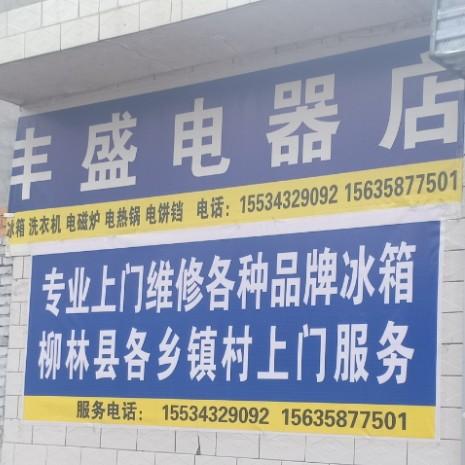 丰盛电器店
冰箱 洗衣机 电磁炉 电热锅 电饼铛 电话:15534329092 15635877501
专业上门维修各种品牌冰箱
柳林县各乡镇村上门服务
服务电话: 15534329092 15635877501